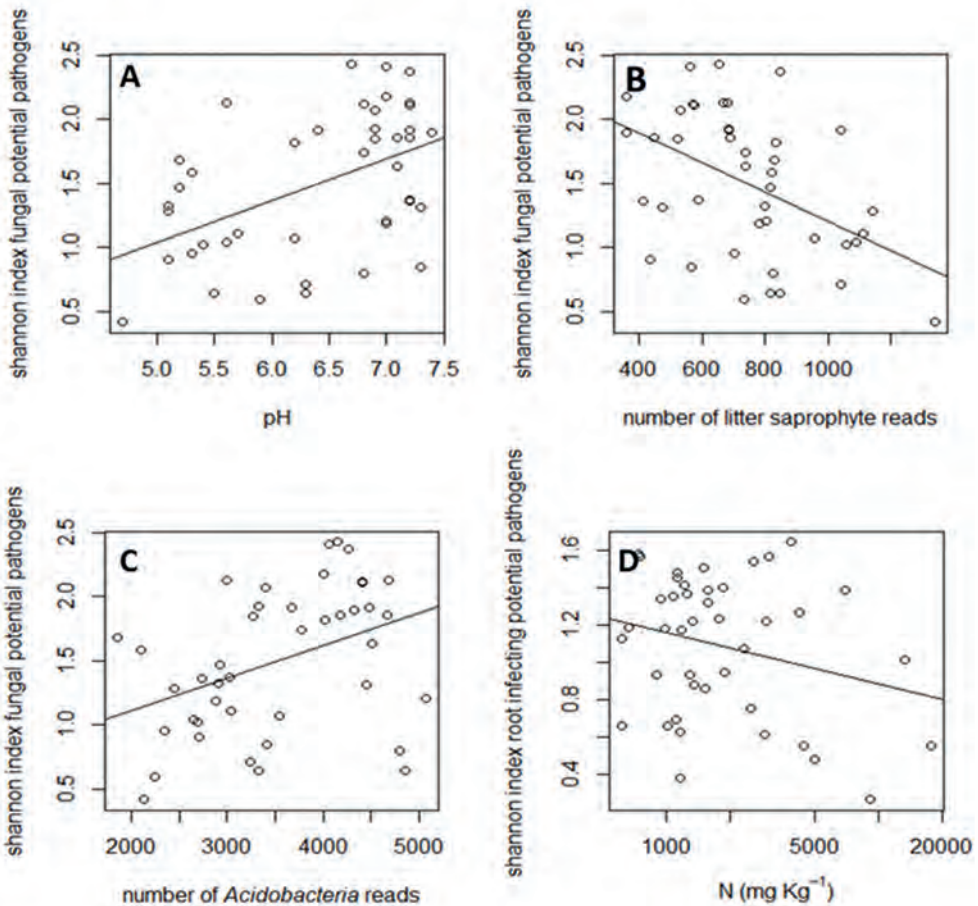 A
shannon index fungal potential pathogens
2.5
2.0
1.5
1.0
0.5
5.0 5.5 6.0 6.5 7.0 7.5
pH
B
shannon index fungal potential pathogens
2.5
2.0
1.5
1.0
0.5
400 600 800 1000
number of litter saprophyte reads
C
shannon index fungal potential pathogens
2.5
2.0
1.5
1.0
0.5
2000 3000 4000 5000
number of Acidobacteria reads
D
shannon index root infecting potential pathogens
1.6
1.2
0.8
0.4
1000 5000 20000
N (mg Kg⁻¹)